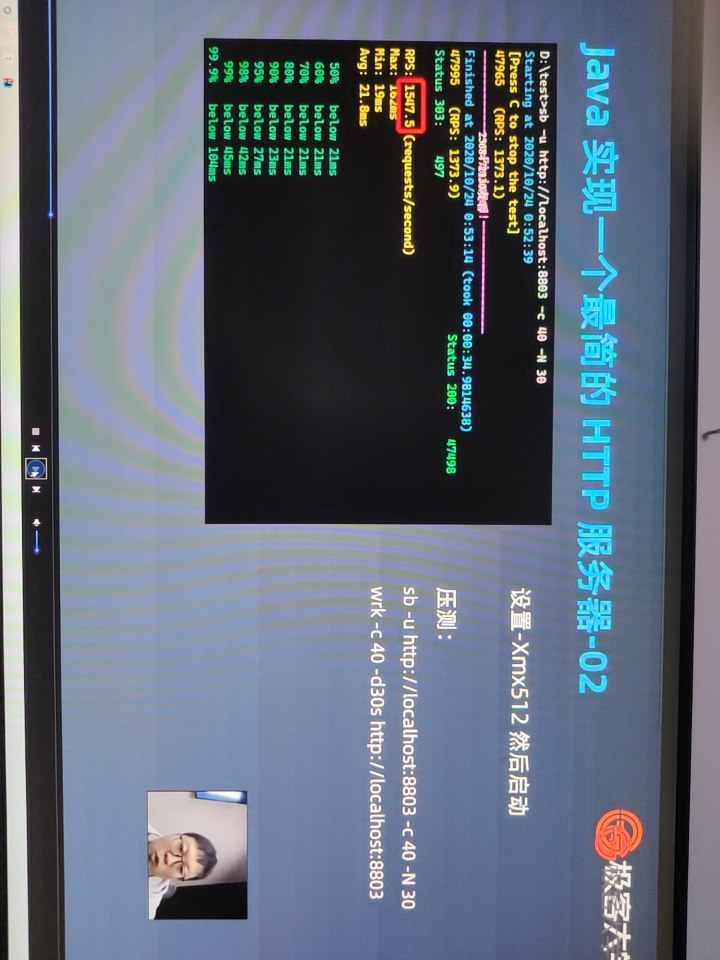 Java 实现一个最简的 HTTP 服务器-02
极客大学
D:\test>sb -u http://localhost:8803 -c 40 -N 30
Starting at 2020/10/24 0:52:39
[Press C to stop the test]
47965 (RPS: 1373.1)
Finished at 2020/10/24 0:53:14 (took 00:00:34.9814638)
47995 (RPS: 1373.9) Status 200: 47498
Status 303: 497
RPS: 1547.5 (requests/second)
Max: 162ms
Min: 19ms
Avg: 21.8ms
50% below 21ms
60% below 21ms
70% below 21ms
80% below 21ms
90% below 23ms
95% below 27ms
98% below 42ms
99% below 45ms
99.9% below 104ms
设置-Xmx512 然后启动
压测：
sb -u http://localhost:8803 -c 40 -N 30
wrk -c 40 -d30s http://localhost:8803